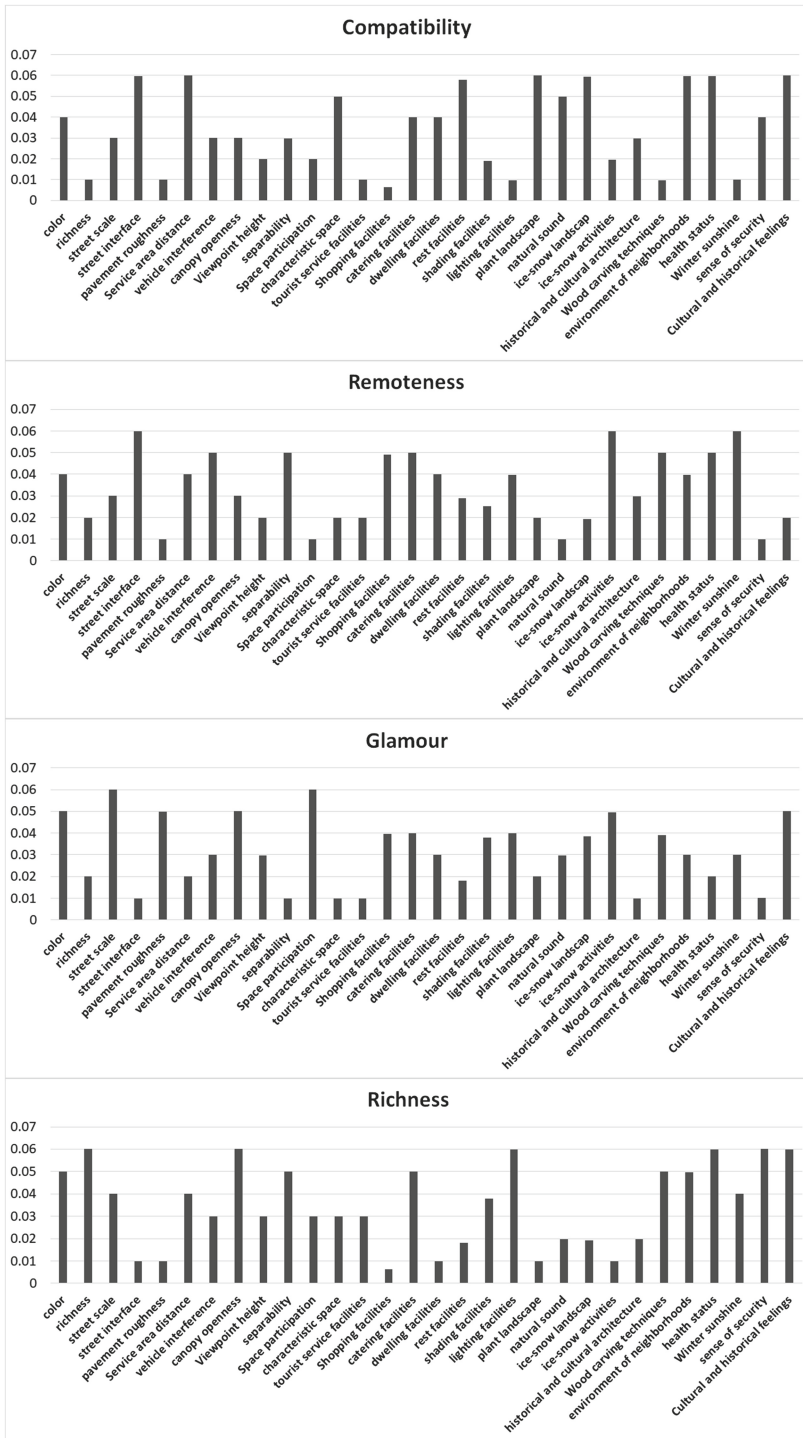 Compatibility
0.07
0.06
0.05
0.04
0.03
0.02
0.01
0
color
richness
street scale
street interface
pavement roughness
Service area distance
vehicle interference
canopy openness
Viewpoint height
separability
Space participation
characteristic space
tourist service facilities
Shopping facilities
catering facilities
dwelling facilities
rest facilities
shading facilities
lighting facilities
plant landscape
natural sound
ice-snow landscap
ice-snow activities
historical and cultural architecture
Wood carving techniques
environment of neighborhoods
health status
Winter sunshine
sense of security
Cultural and historical feelings
Remoteness
0.07
0.06
0.05
0.04
0.03
0.02
0.01
0
color
richness
street scale
street interface
pavement roughness
Service area distance
vehicle interference
canopy openness
Viewpoint height
separability
Space participation
characteristic space
tourist service facilities
Shopping facilities
catering facilities
dwelling facilities
rest facilities
shading facilities
lighting facilities
plant landscape
natural sound
ice-snow landscap
ice-snow activities
historical and cultural architecture
Wood carving techniques
environment of neighborhoods
health status
Winter sunshine
sense of security
Cultural and historical feelings
Glamour
0.07
0.06
0.05
0.04
0.03
0.02
0.01
0
color
richness
street scale
street interface
pavement roughness
Service area distance
vehicle interference
canopy openness
Viewpoint height
separability
Space participation
characteristic space
tourist service facilities
Shopping facilities
catering facilities
dwelling facilities
rest facilities
shading facilities
lighting facilities
plant landscape
natural sound
ice-snow landscap
ice-snow activities
historical and cultural architecture
Wood carving techniques
environment of neighborhoods
health status
Winter sunshine
sense of security
Cultural and historical feelings
Richness
0.07
0.06
0.05
0.04
0.03
0.02
0.01
0
color
richness
street scale
street interface
pavement roughness
Service area distance
vehicle interference
canopy openness
Viewpoint height
separability
Space participation
characteristic space
tourist service facilities
Shopping facilities
catering facilities
dwelling facilities
rest facilities
shading facilities
lighting facilities
plant landscape
natural sound
ice-snow landscap
ice-snow activities
historical and cultural architecture
Wood carving techniques
environment of neighborhoods
health status
Winter sunshine
sense of security
Cultural and historical feelings